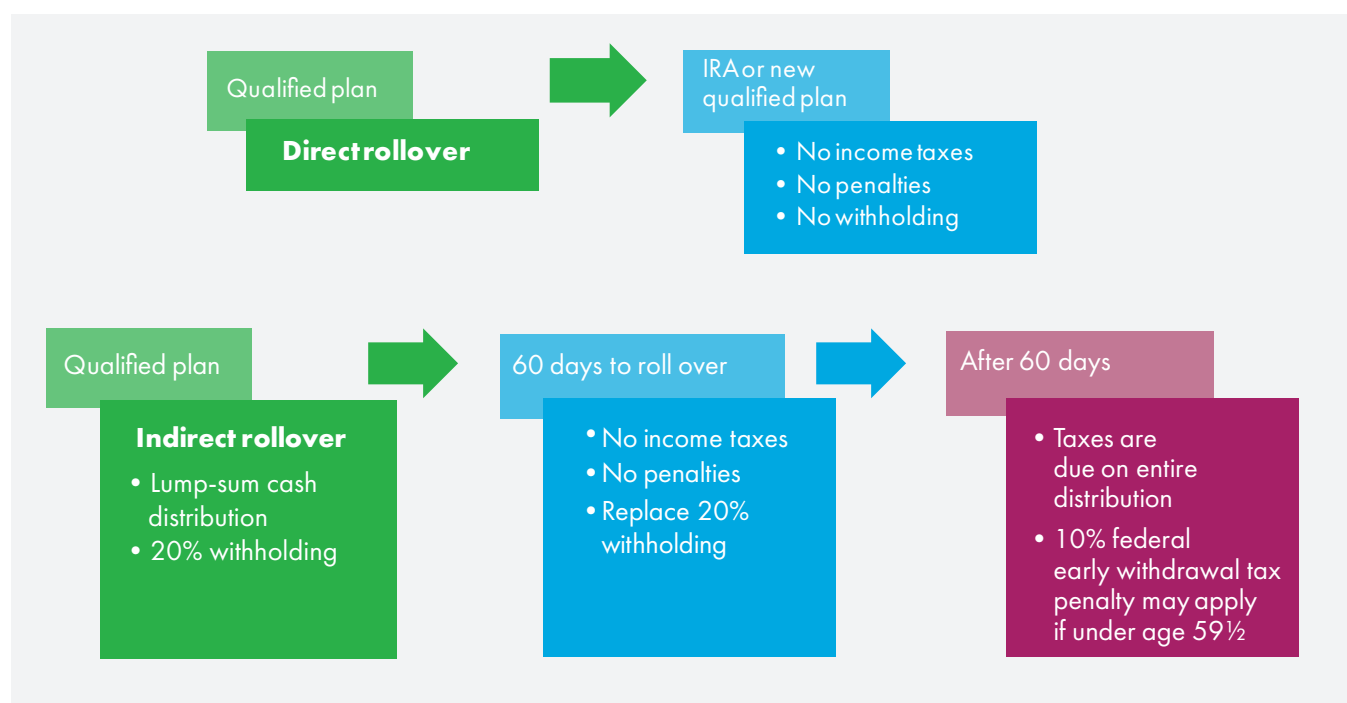 Qualified plan
Direct rollover
IRA or new
qualified plan
• No income taxes
• No penalties
• No withholding
Qualified plan
Indirect rollover
• Lump-sum cash
distribution
• 20% withholding
60 days to roll over
• No income taxes
• No penalties
• Replace 20%
withholding
After 60 days
• Taxes are
due on entire
distribution
• 10% federal
early withdrawal tax
penalty may apply
if under age 59½